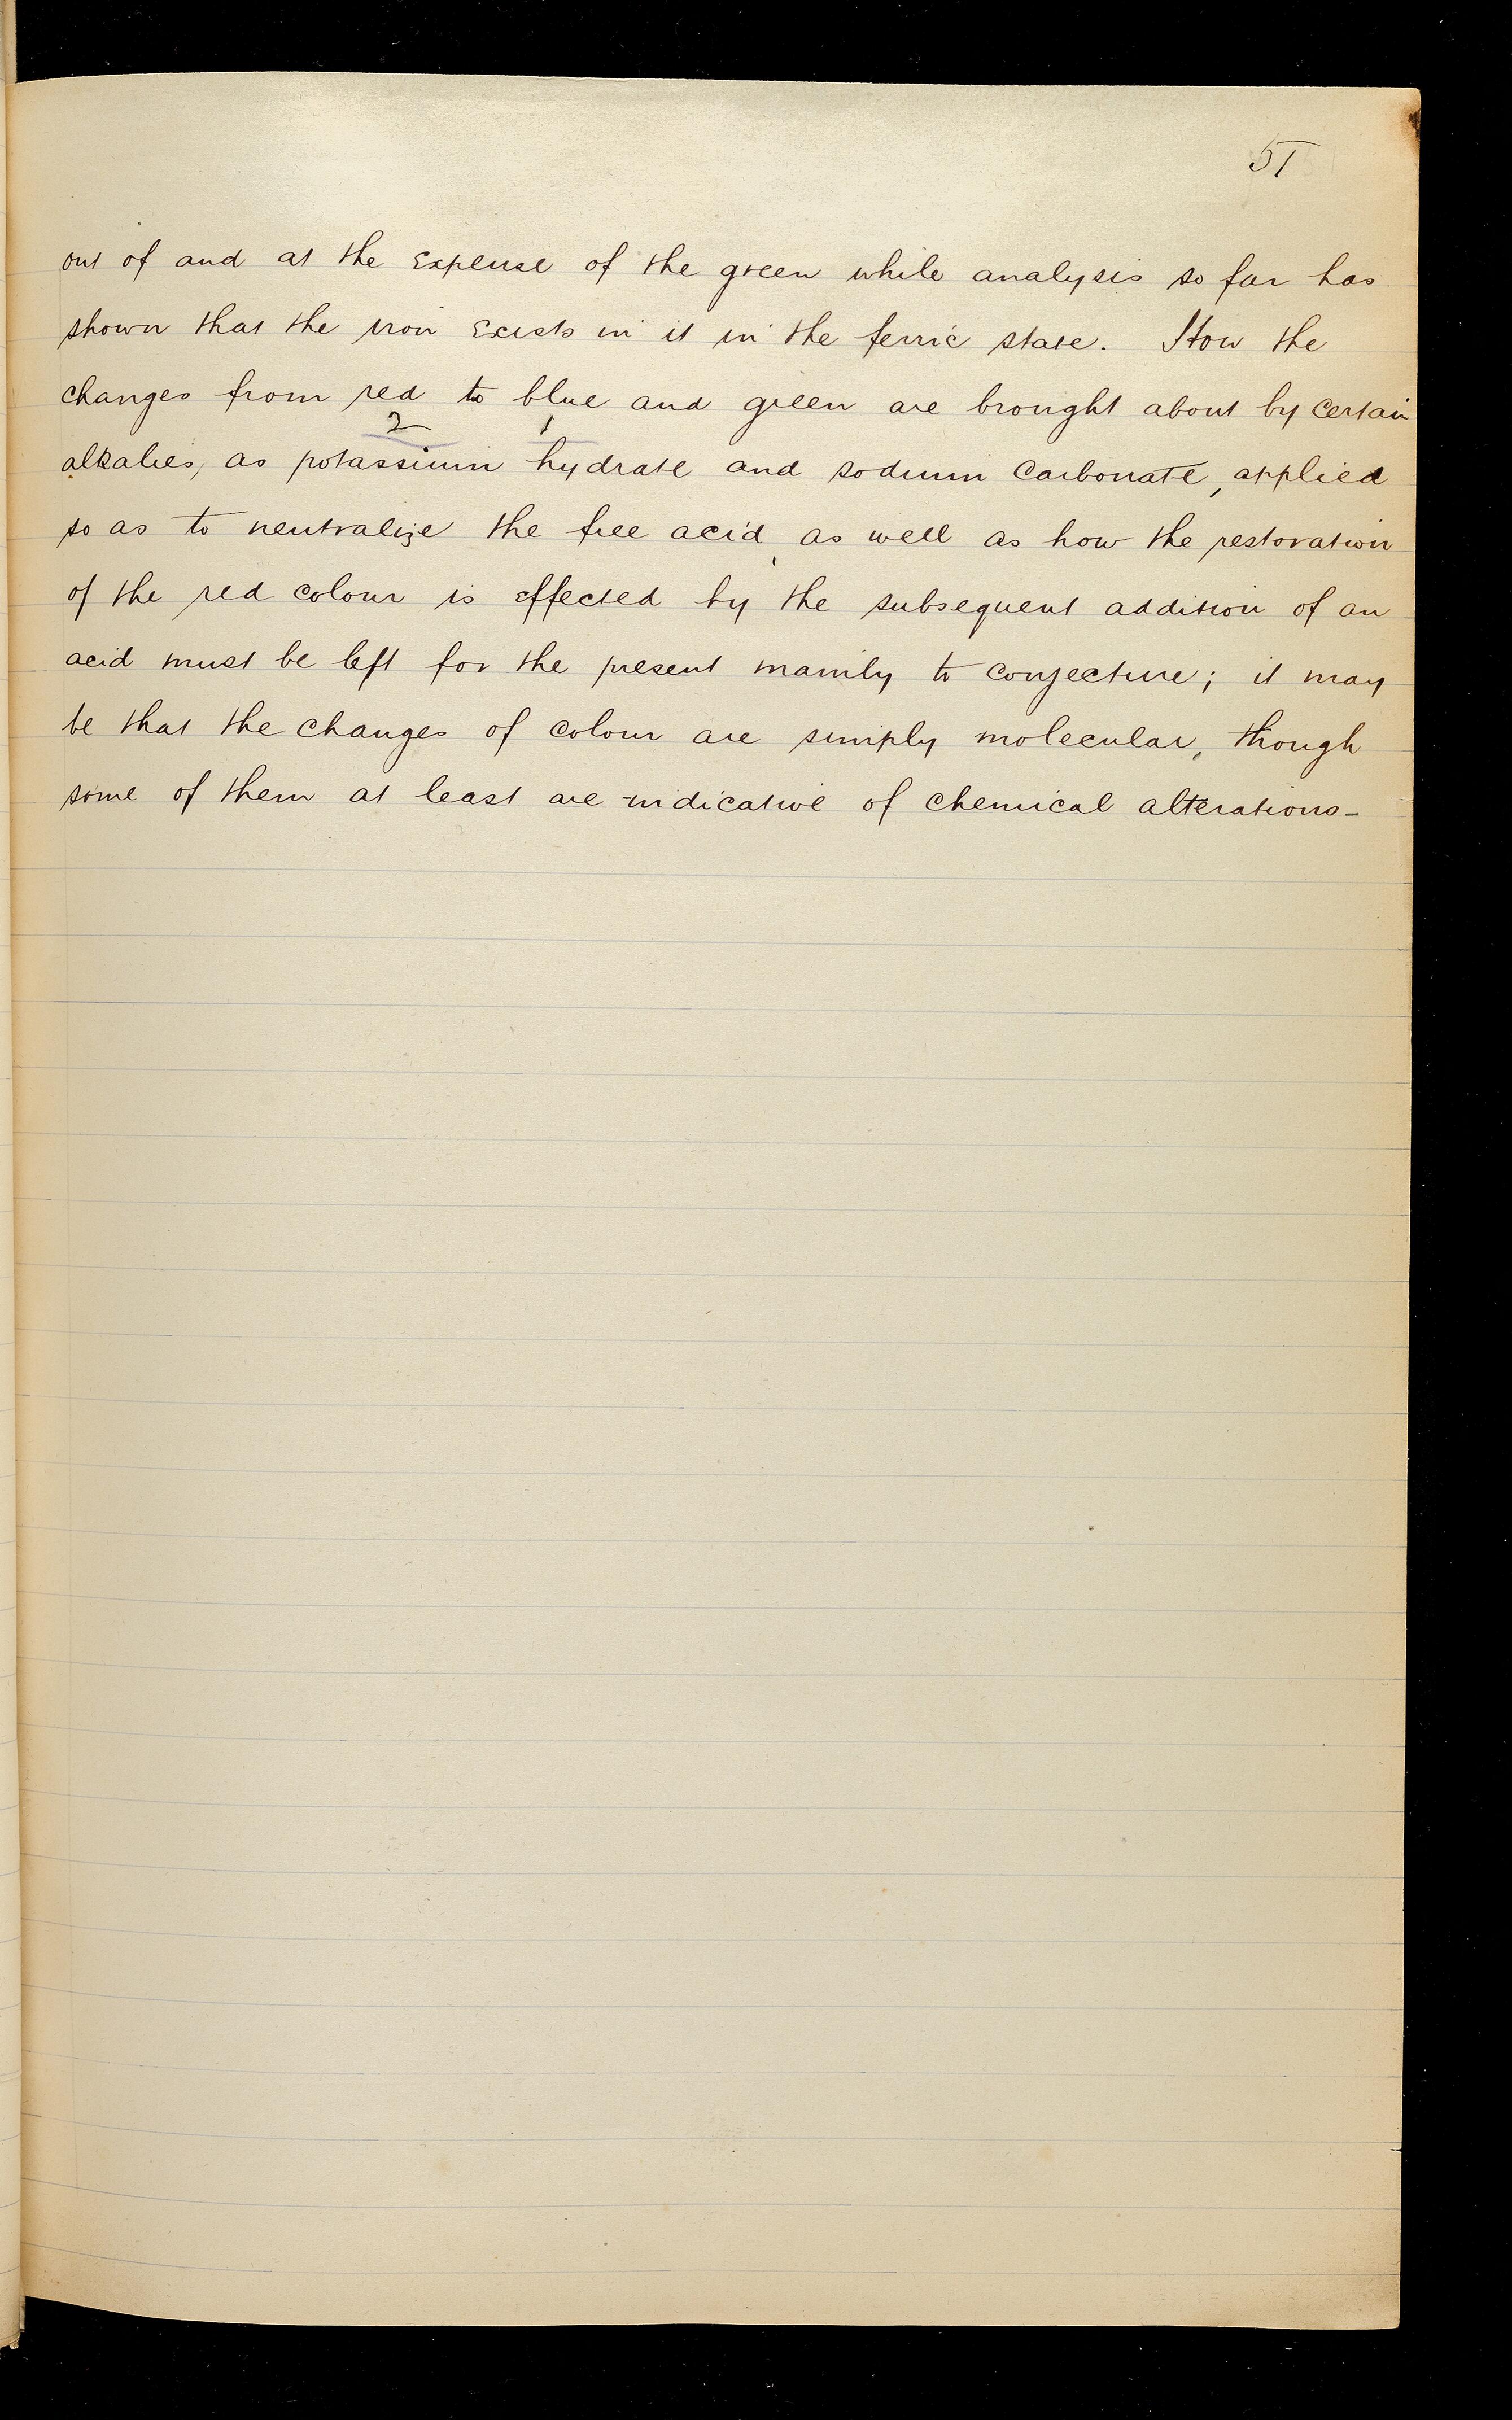 51
out of and at the expense of the green while analysis so far has
shown that the iron exists in it in the ferric state. How the
changes from red to blue and green are brought about by certain
2 1
alkalies, as potassium hydrate and sodium carbonate, applied
so as to neutralize the free acid, as well as how the restoration
of the red colour is effected by the subsequent addition of an
acid must be left for the present mainly to conjecture; it may
be that the changes of colour are simply molecular, though
some of them at least are indicative of chemical alterations-